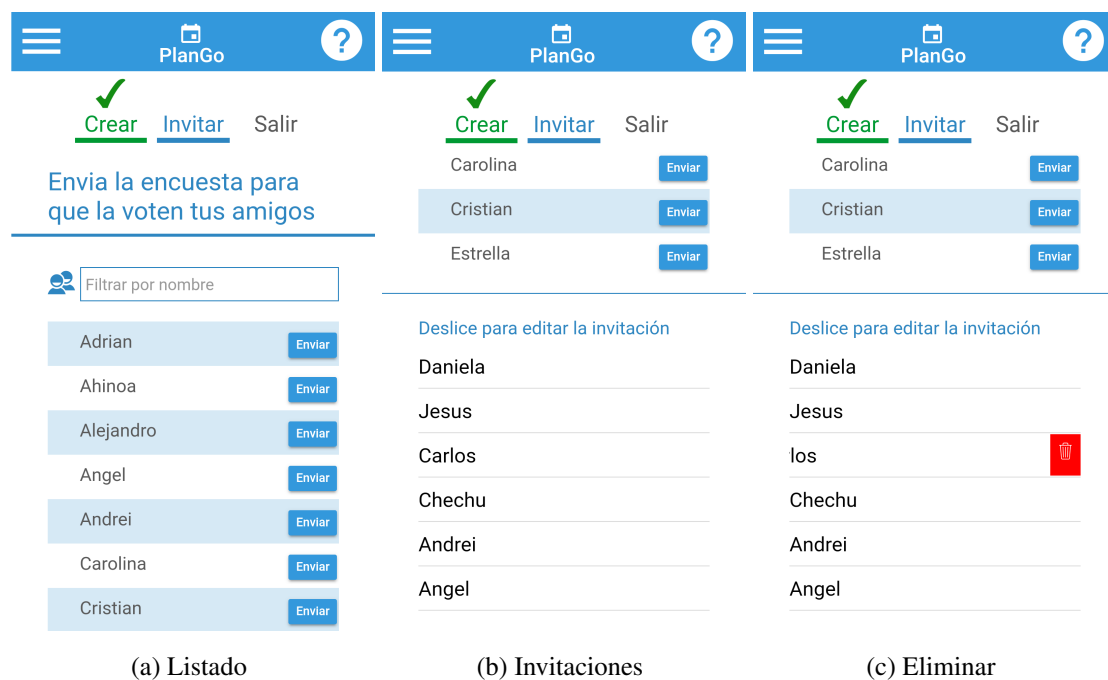 PlanGo
?
Crear Invitar Salir
Envia la encuesta para
que la voten tus amigos
Filtrar por nombre
Adrian Enviar
Ahinoa Enviar
Alejandro Enviar
Angel Enviar
Andrei Enviar
Carolina Enviar
Cristian Enviar
(a) Listado
PlanGo
?
Crear Invitar Salir
Carolina Enviar
Cristian Enviar
Estrella Enviar
Deslice para editar la invitación
Daniela
Jesus
Carlos
Chechu
Andrei
Angel
(b) Invitaciones
PlanGo
?
Crear Invitar Salir
Carolina Enviar
Cristian Enviar
Estrella Enviar
Deslice para editar la invitación
Daniela
Jesus
los
Chechu
Andrei
Angel
(c) Eliminar